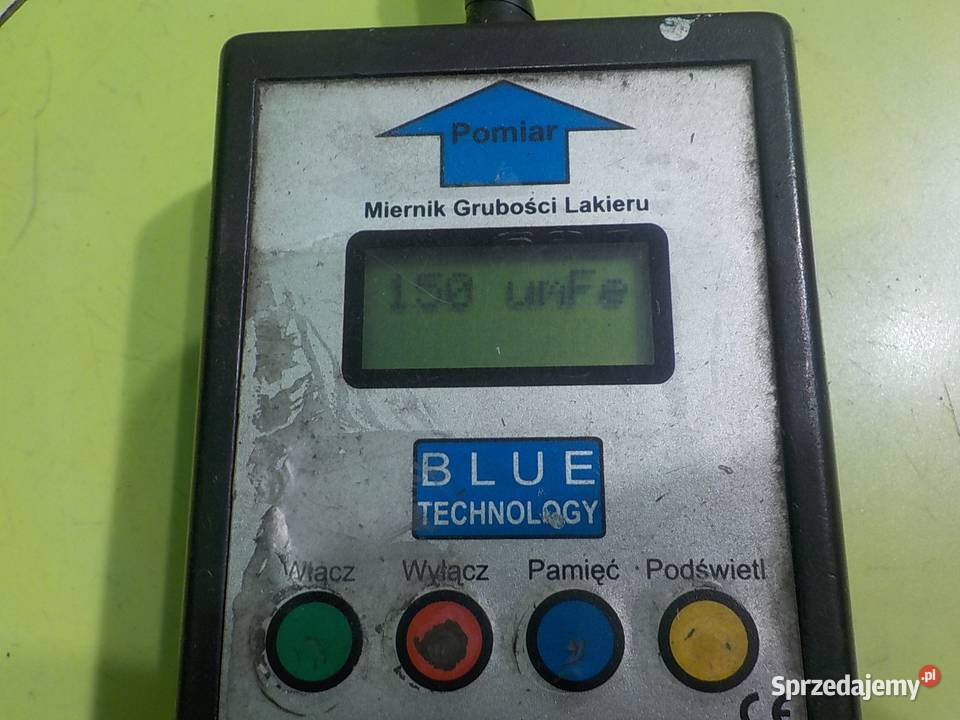 Pomiar
Miernik Grubości Lakieru
150 umFe
BLUE
TECHNOLOGY
Włącz Wyłącz Pamięć Podświetl
CE
Sprzedajemy.pl